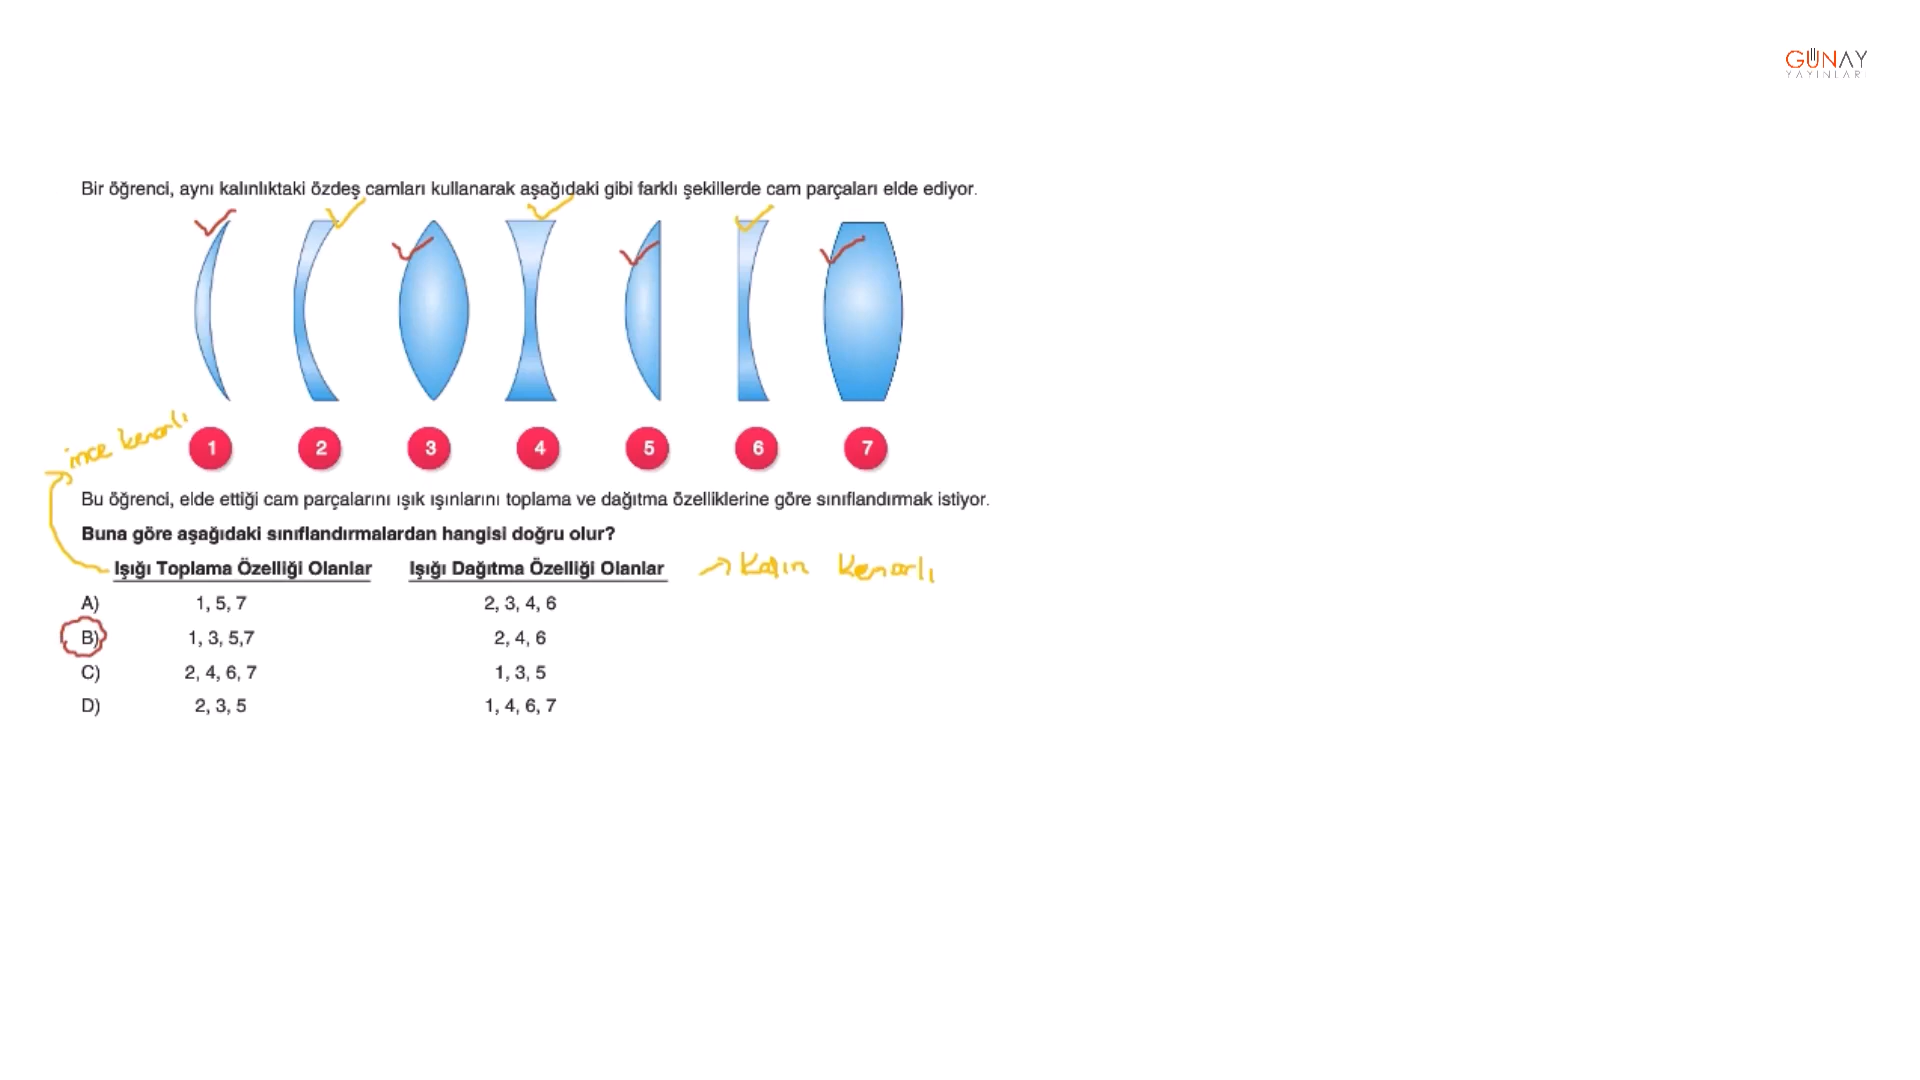 GÜNAY
YAYINLARI
Bir öğrenci, aynı kalınlıktaki özdeş camları kullanarak aşağıdaki gibi farklı şekillerde cam parçaları elde ediyor.
ince kenarlı
1 2 3 4 5 6 7
Bu öğrenci, elde ettiği cam parçalarını ışık ışınlarını toplama ve dağıtma özelliklerine göre sınıflandırmak istiyor.
Buna göre aşağıdaki sınıflandırmalardan hangisi doğru olur?
Işığı Toplama Özelliği Olanlar Işığı Dağıtma Özelliği Olanlar → Kalın Kenarlı
A) 1, 5, 7 2, 3, 4, 6
B) 1, 3, 5,7 2, 4, 6
C) 2, 4, 6, 7 1, 3, 5
D) 2, 3, 5 1, 4, 6, 7